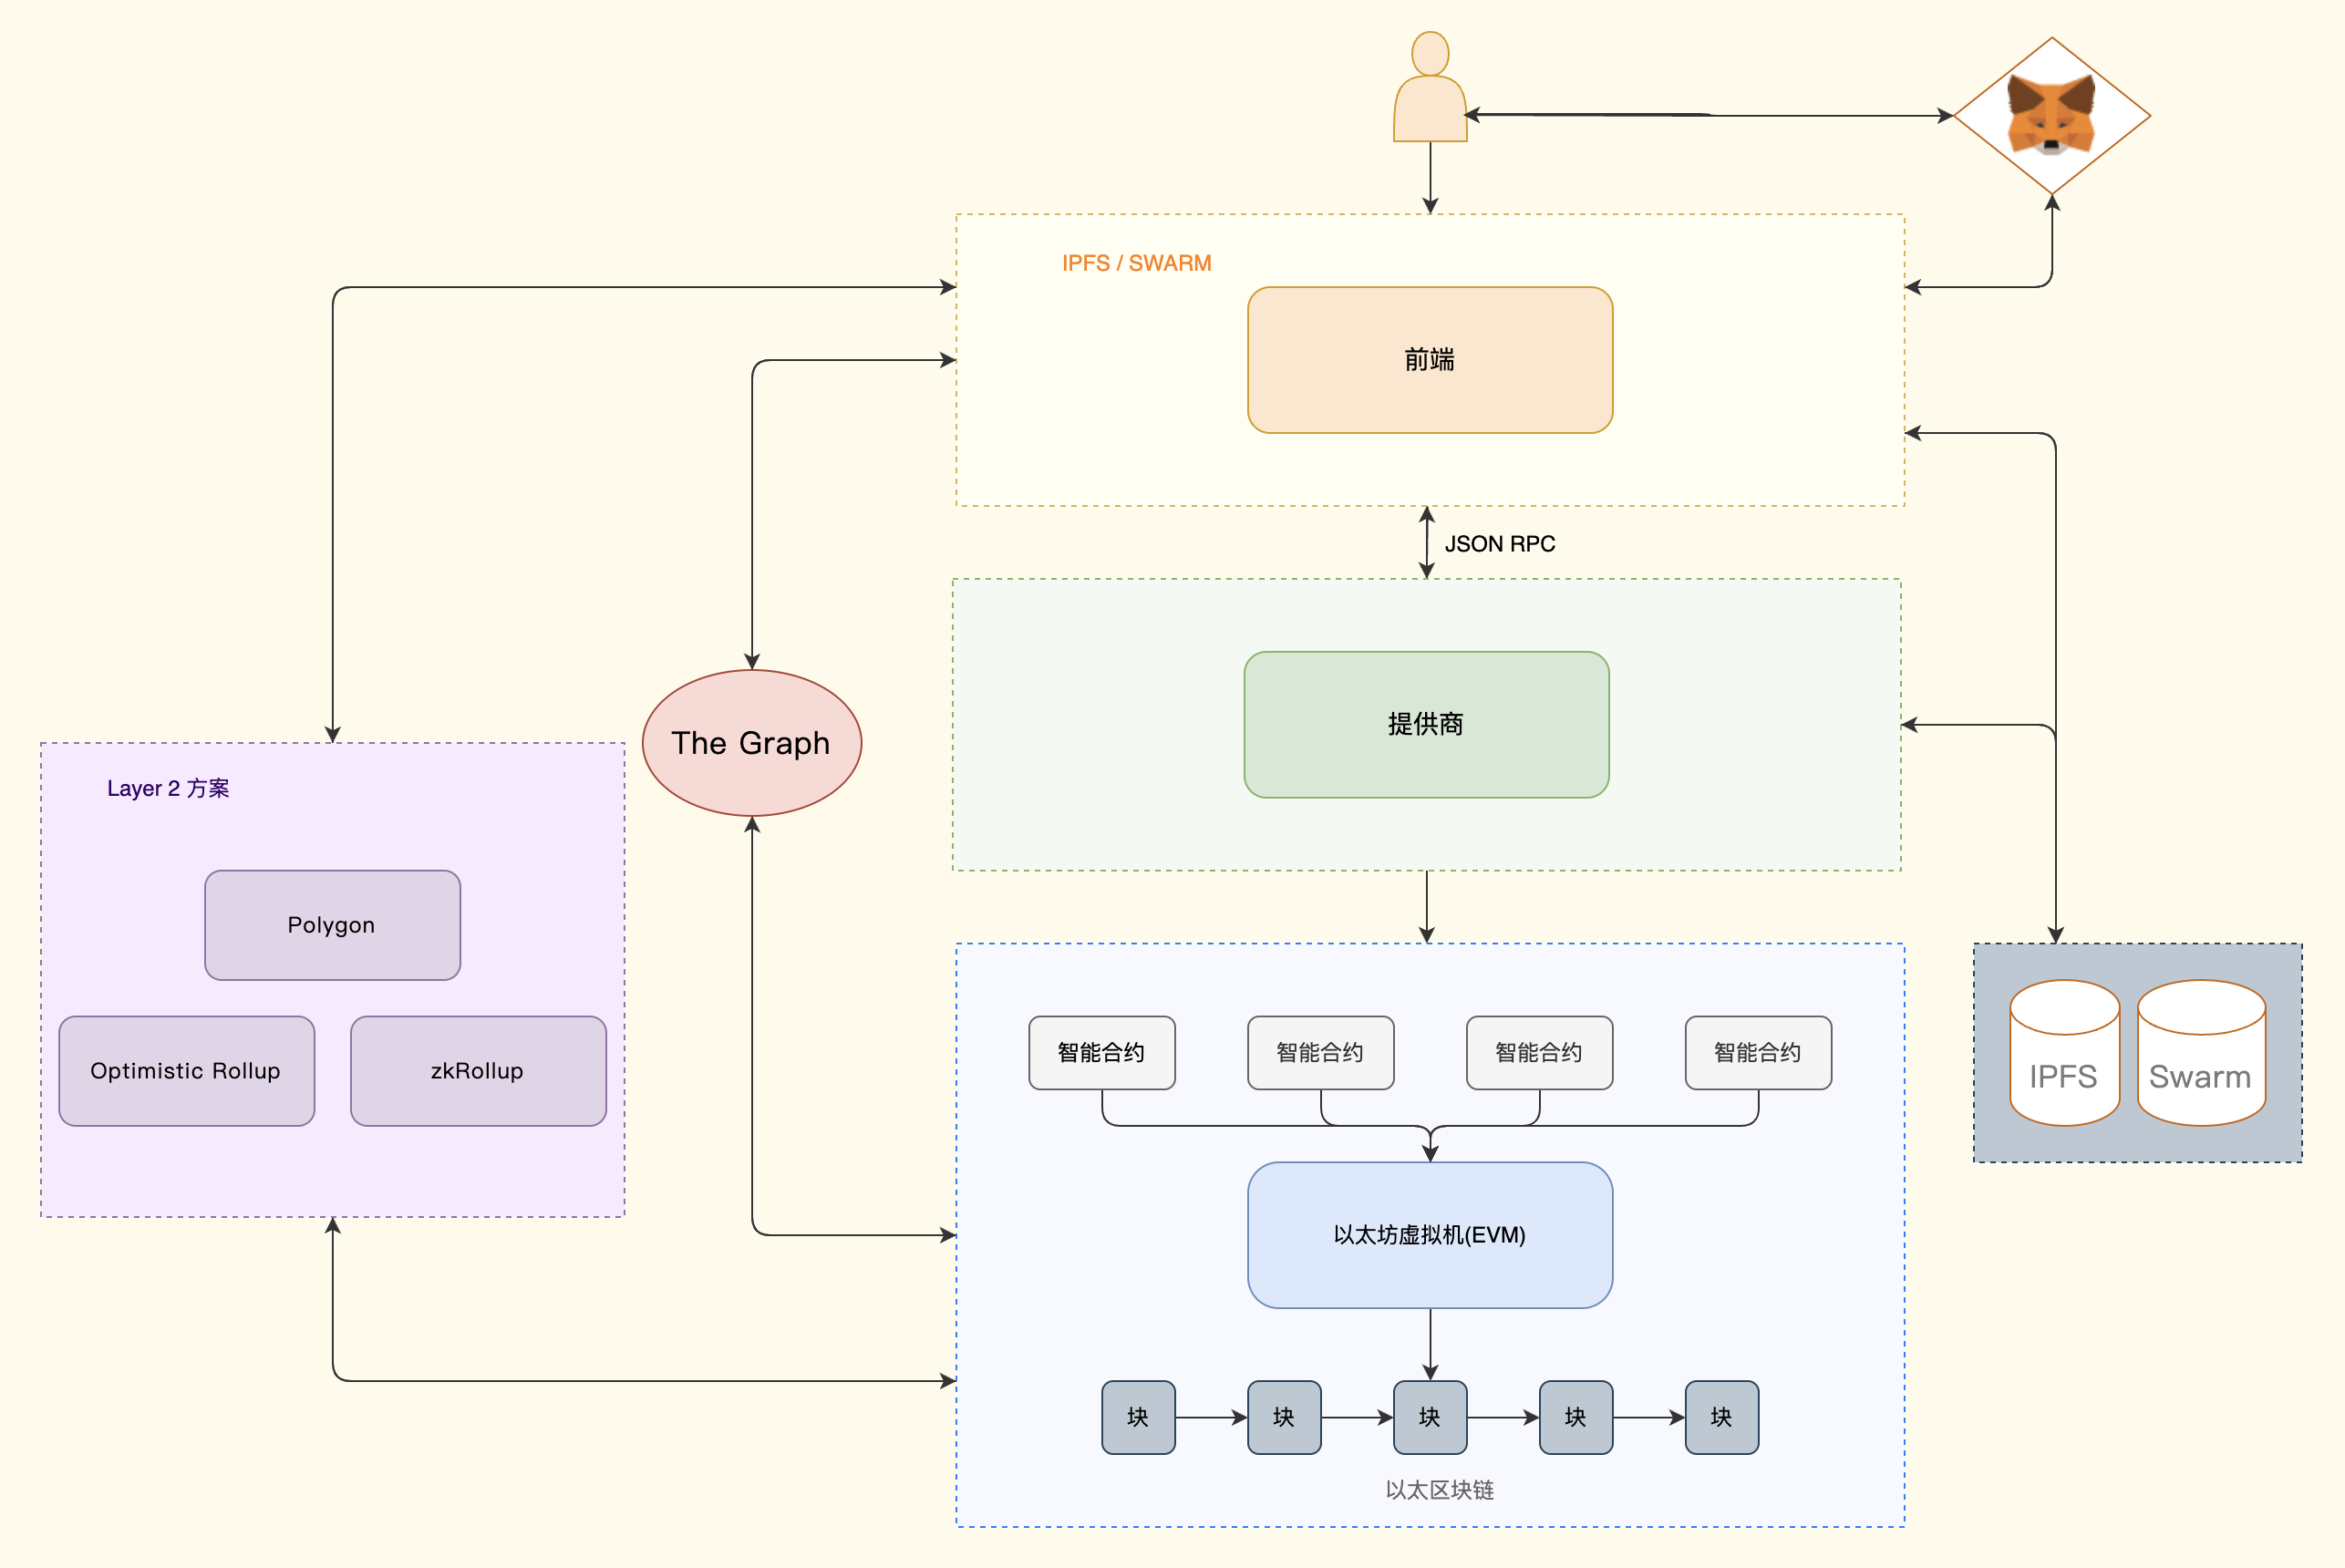 IPFS / SWARM
前端
JSON RPC
提供商
The Graph
Layer 2 方案
Polygon
Optimistic Rollup
zkRollup
智能合约
智能合约
智能合约
智能合约
IPFS
Swarm
以太坊虚拟机(EVM)
块
块
块
块
块
以太区块链